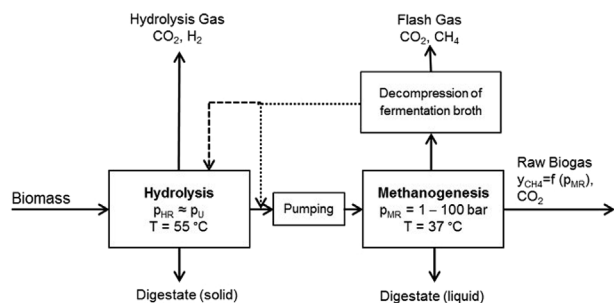 Hydrolysis Gas
CO₂, H₂
Flash Gas
CO₂, CH₄
Decompression of
fermentation broth
Raw Biogas
y_CH4=f (p_MR),
CO₂
Biomass
Hydrolysis
p_HR ≈ p_U
T = 55 °C
Pumping
Methanogenesis
p_MR = 1 – 100 bar
T = 37 °C
Digestate (solid)
Digestate (liquid)